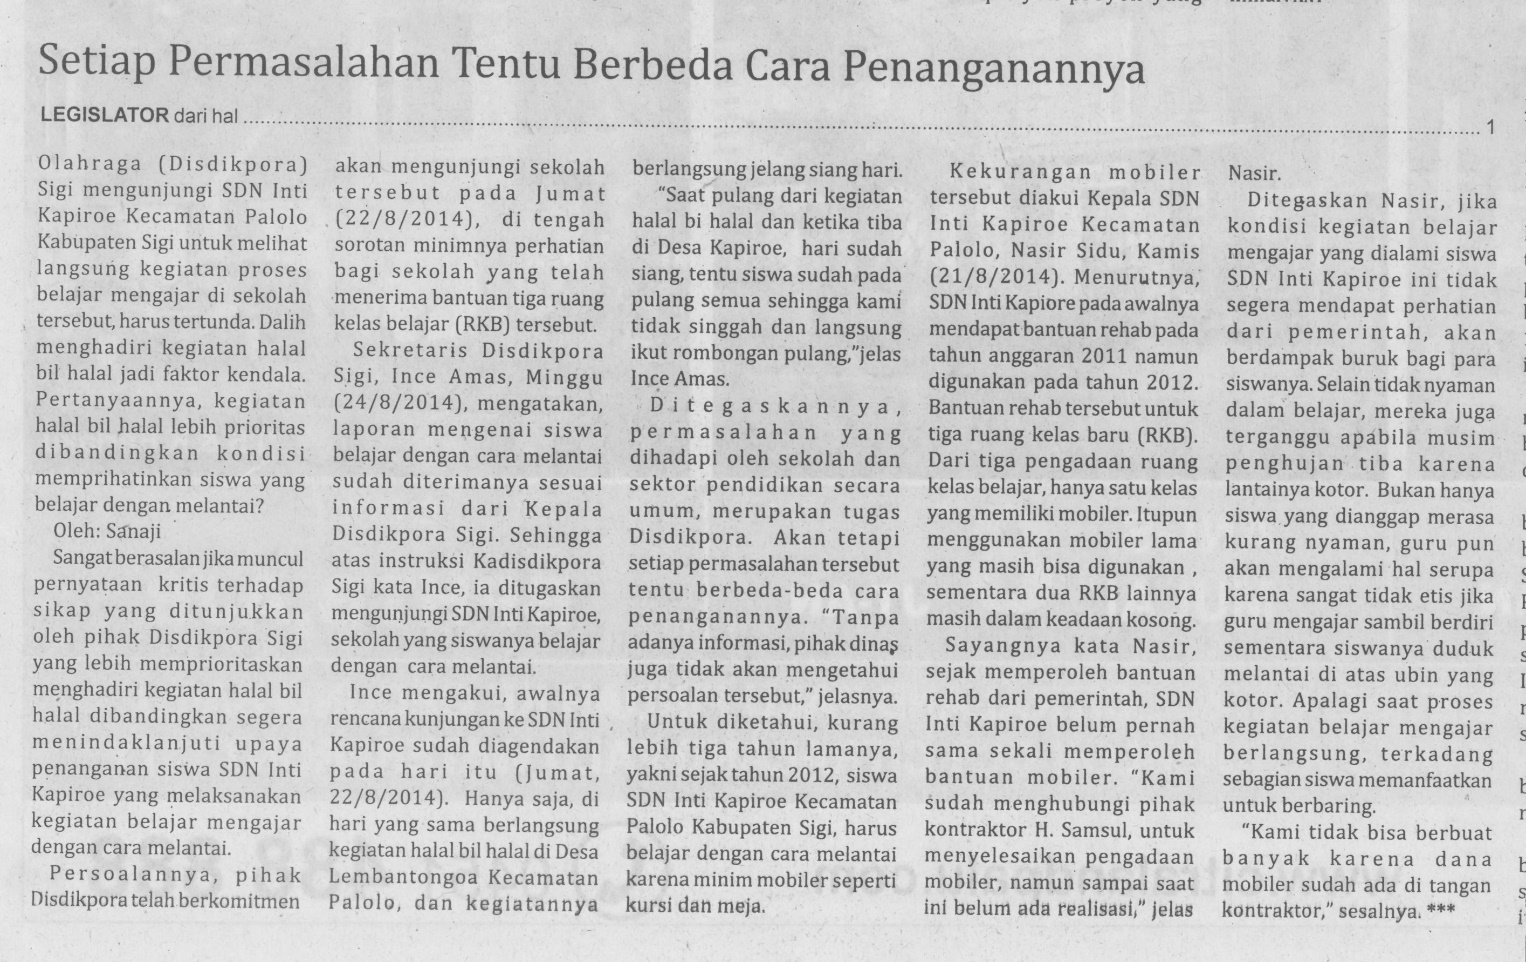 Setiap Permasalahan Tentu Berbeda Cara Penanganannya
LEGISLATOR dari hal ........ 1
Olahraga (Disdikpora)
Sigi mengunjungi SDN Inti
Kapiroe Kecamatan Palolo
Kabupaten Sigi untuk melihat
langsung kegiatan proses
belajar mengajar di sekolah
tersebut, harus tertunda. Dalih
menghadiri kegiatan halal
bil halal jadi faktor kendala.
Pertanyaannya, kegiatan
halal bil halal lebih prioritas
dibandingkan kondisi
memprihatinkan siswa yang
belajar dengan melantai?
Oleh: Sanaji
Sangat berasalan jika muncul
pernyataan kritis terhadap
sikap yang ditunjukkan
oleh pihak Disdikpora Sigi
yang lebih memprioritaskan
menghadiri kegiatan halal bil
halal dibandingkan segera
menindaklanjuti upaya
penanganan siswa SDN Inti
Kapiroe yang melaksanakan
kegiatan belajar mengajar
dengan cara melantai.
Persoalannya, pihak
Disdikpora telah berkomitmen
akan mengunjungi sekolah
tersebut pada Jumat
(22/8/2014), di tengah
sorotan minimnya perhatian
bagi sekolah yang telah
menerima bantuan tiga ruang
kelas belajar (RKB) tersebut.
Sekretaris Disdikpora
Sigi, Ince Amas, Minggu
(24/8/2014), mengatakan,
laporan mengenai siswa
belajar dengan cara melantai
sudah diterimanya sesuai
informasi dari Kepala
Disdikpora Sigi. Sehingga
atas instruksi Kadisdikpora
Sigi kata Ince, ia ditugaskan
mengunjungi SDN Inti Kapiroe,
sekolah yang siswanya belajar
dengan cara melantai.
Ince mengakui, awalnya
rencana kunjungan ke SDN Inti
Kapiroe sudah diagendakan
pada hari itu (Jumat,
22/8/2014). Hanya saja, di
hari yang sama berlangsung
kegiatan halal bil halal di Desa
Lembantongoa Kecamatan
Palolo, dan kegiatannya
berlangsung jelang siang hari.
"Saat pulang dari kegiatan
halal bi halal dan ketika tiba
di Desa Kapiroe, hari sudah
siang, tentu siswa sudah pada
pulang semua sehingga kami
tidak singgah dan langsung
ikut rombongan pulang,"jelas
Ince Amas.
Ditegaskannya,
permasalahan yang
dihadapi oleh sekolah dan
sektor pendidikan secara
umum, merupakan tugas
Disdikpora. Akan tetapi
setiap permasalahan tersebut
tentu berbeda-beda cara
penanganannya. "Tanpa
adanya informasi, pihak dinas
juga tidak akan mengetahui
persoalan tersebut," jelasnya.
Untuk diketahui, kurang
lebih tiga tahun lamanya,
yakni sejak tahun 2012, siswa
SDN Inti Kapiroe Kecamatan
Palolo Kabupaten Sigi, harus
belajar dengan cara melantai
karena minim mobiler seperti
kursi dan meja.
Kekurangan mobiler
tersebut diakui Kepala SDN
Inti Kapiroe Kecamatan
Palolo, Nasir Sidu, Kamis
(21/8/2014). Menurutnya,
SDN Inti Kapiore pada awalnya
mendapat bantuan rehab pada
tahun anggaran 2011 namun
digunakan pada tahun 2012.
Bantuan rehab tersebut untuk
tiga ruang kelas baru (RKB).
Dari tiga pengadaan ruang
kelas belajar, hanya satu kelas
yang memiliki mobiler. Itupun
menggunakan mobiler lama
yang masih bisa digunakan ,
sementara dua RKB lainnya
masih dalam keadaan kosong.
Sayangnya kata Nasir,
sejak memperoleh bantuan
rehab dari pemerintah, SDN
Inti Kapiroe belum pernah
sama sekali memperoleh
bantuan mobiler. "Kami
sudah menghubungi pihak
kontraktor H. Samsul, untuk
menyelesaikan pengadaan
mobiler, namun sampai saat
ini belum ada realisasi," jelas
Nasir.
Ditegaskan Nasir, jika
kondisi kegiatan belajar
mengajar yang dialami siswa
SDN Inti Kapiroe ini tidak
segera mendapat perhatian
dari pemerintah, akan
berdampak buruk bagi para
siswanya. Selain tidak nyaman
dalam belajar, mereka juga
terganggu apabila musim
penghujan tiba karena
lantainya kotor. Bukan hanya
siswa yang dianggap merasa
kurang nyaman, guru pun
akan mengalami hal serupa
karena sangat tidak etis jika
guru mengajar sambil berdiri
sementara siswanya duduk
melantai di atas ubin yang
kotor. Apalagi saat proses
kegiatan belajar mengajar
berlangsung, terkadang
sebagian siswa memanfaatkan
untuk berbaring.
"Kami tidak bisa berbuat
banyak karena dana
mobiler sudah ada di tangan
kontraktor," sesalnya. ***